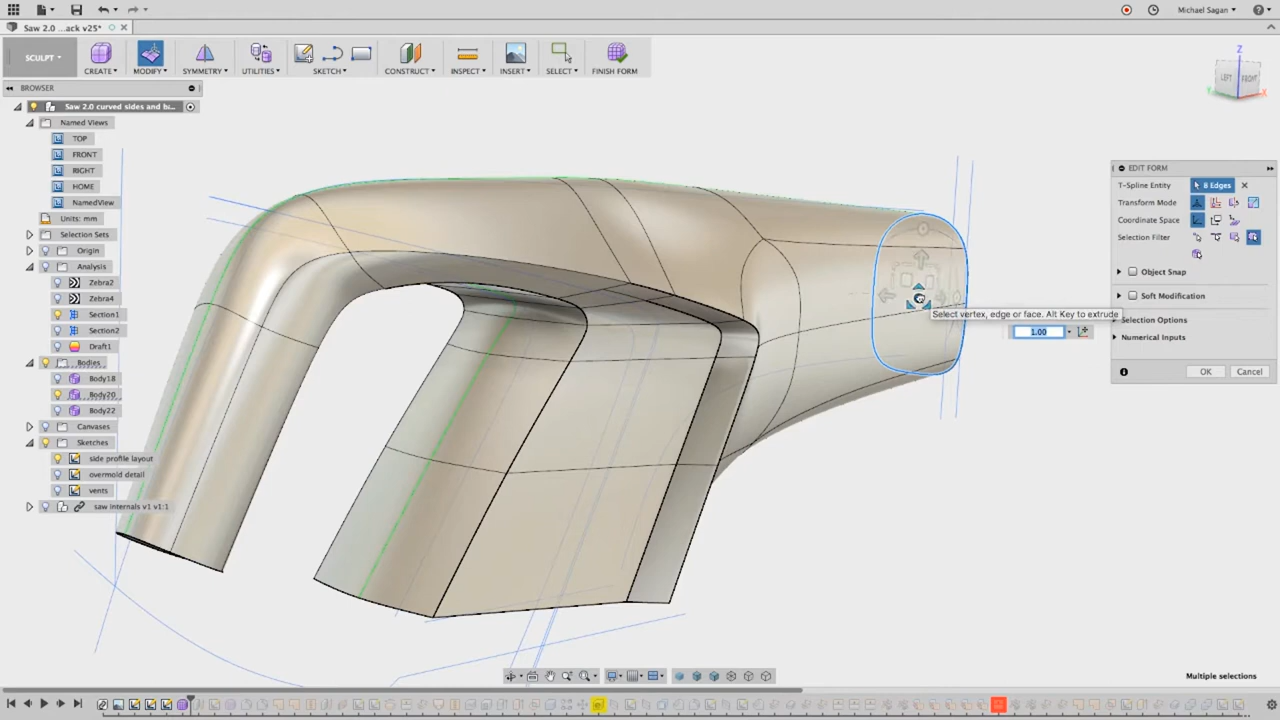 Michael Sagan
Saw 2.0 ...ack v25*
SCULPT
CREATE
MODIFY
SYMMETRY
UTILITIES
SKETCH
CONSTRUCT
INSPECT
INSERT
SELECT
FINISH FORM
Z
LEFT
FRONT
Y
X
BROWSER
Saw 2.0 curved sides and bu...
Named Views
TOP
FRONT
RIGHT
HOME
NamedView
Units: mm
Selection Sets
Origin
Analysis
Zebra2
Zebra4
Section1
Section2
Draft1
Bodies
Body18
Body20
Body22
Canvases
Sketches
side profile layout
overmold detail
vents
saw internals v1 v1:1
EDIT FORM
T-Spline Entity
8 Edges
Transform Mode
Coordinate Space
Selection Filter
Object Snap
Soft Modification
Selection Options
Numerical Inputs
OK
Cancel
Select vertex, edge or face. Alt Key to extrude
1.00
Multiple selections